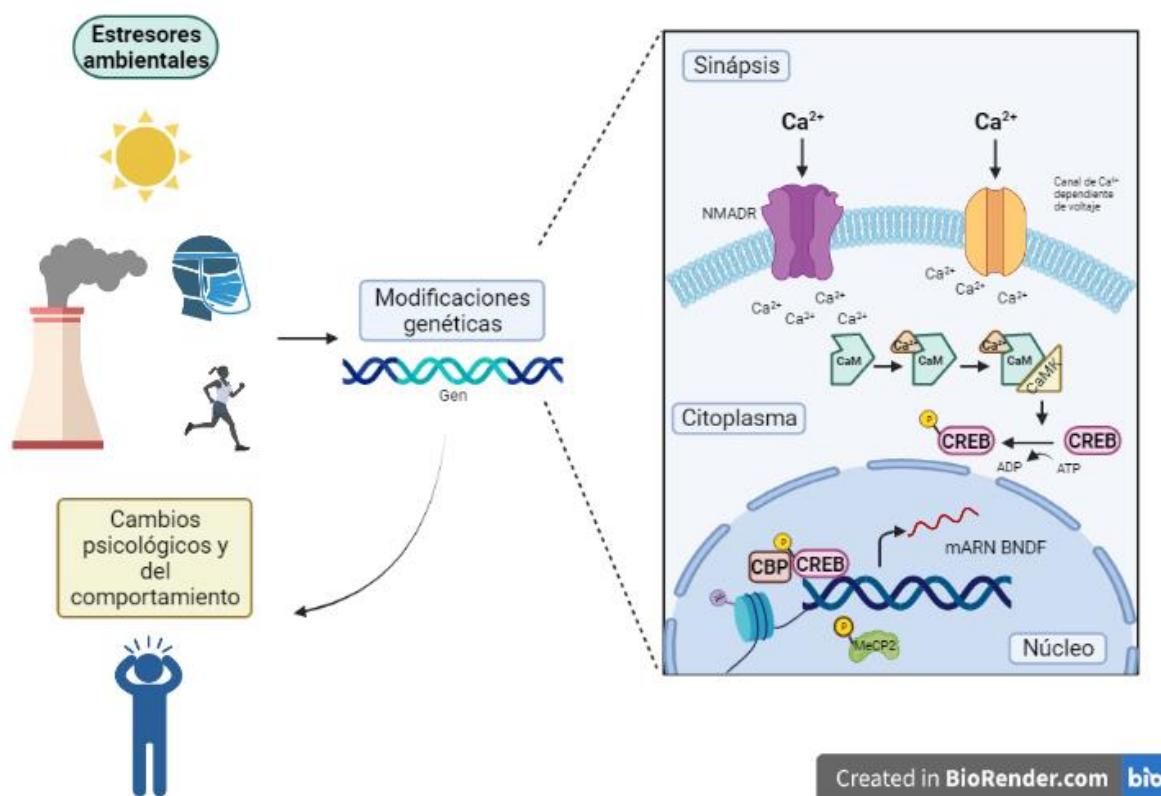 Estresores
ambientales
Modificaciones
genéticas
Gen
Cambios
psicológicos y
del
comportamiento
Sinápsis
Ca²⁺
Ca²⁺
NMADR
Canal de Ca²⁺
dependiente
de voltaje
Ca²⁺
Ca²⁺
Ca²⁺
Ca²⁺
Ca²⁺
Ca²⁺
Ca²⁺
CaM
Ca²⁺
CaM
Ca²⁺
CaM
CaMK
Citoplasma
P
CREB
CREB
ADP
ATP
P
CBP
CREB
mARN BNDF
P
MeCP2
Núcleo
Created in BioRender.com
bio